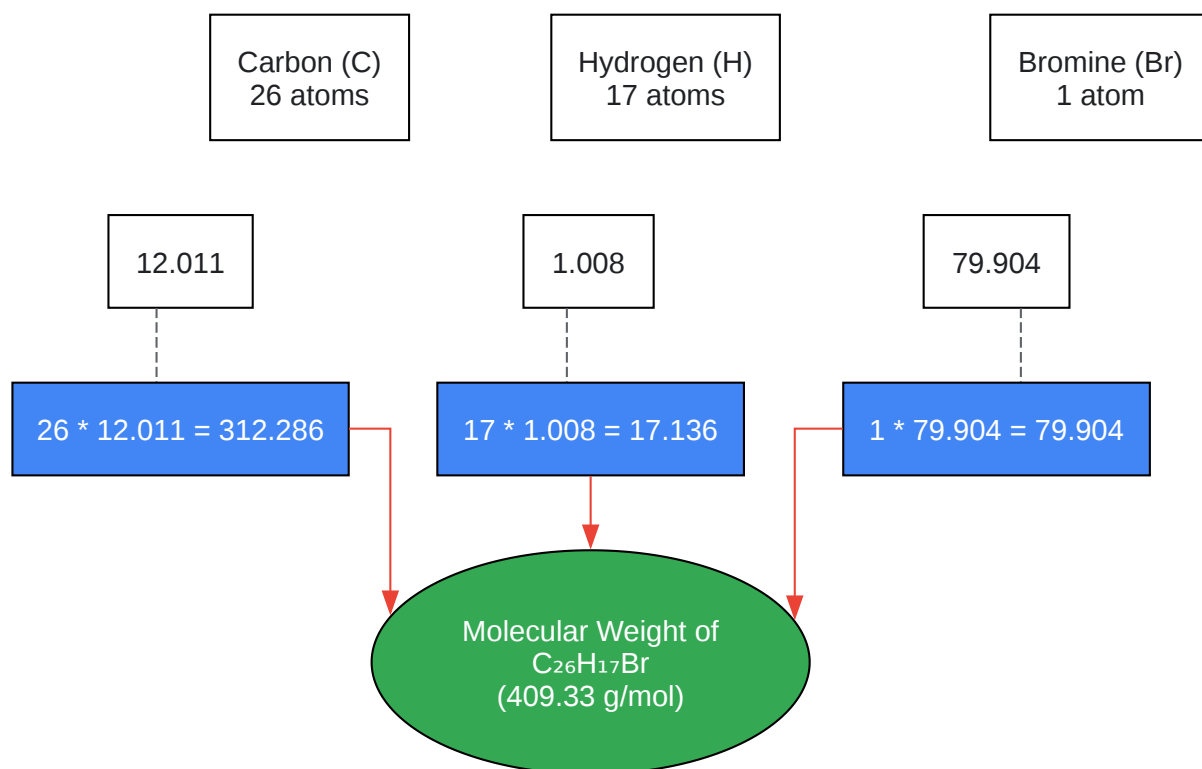 Carbon (C)
26 atoms
Hydrogen (H)
17 atoms
Bromine (Br)
1 atom
12.011
1.008
79.904
26 * 12.011 = 312.286
17 * 1.008 = 17.136
1 * 79.904 = 79.904
Molecular Weight of
C₂₆H₁₇Br
(409.33 g/mol)